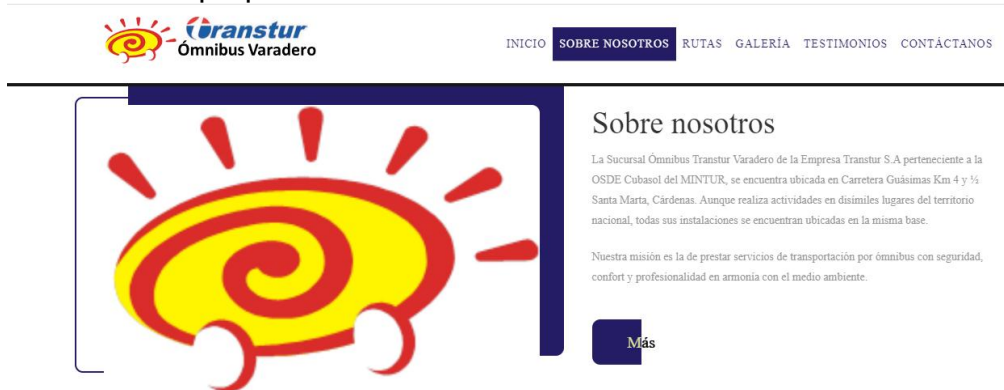 Transtur
Ómnibus Varadero
INICIO SOBRE NOSOTROS RUTAS GALERÍA TESTIMONIOS CONTÁCTANOS
Sobre nosotros
La Sucursal Ómnibus Transtur Varadero de la Empresa Transtur S.A perteneciente a la
OSDE Cubasol del MINTUR, se encuentra ubicada en Carretera Guásimas Km 4 y ½
Santa Marta, Cárdenas. Aunque realiza actividades en disímiles lugares del territorio
nacional, todas sus instalaciones se encuentran ubicadas en la misma base.
Nuestra misión es la de prestar servicios de transportación por ómnibus con seguridad,
confort y profesionalidad en armonía con el medio ambiente.
Más